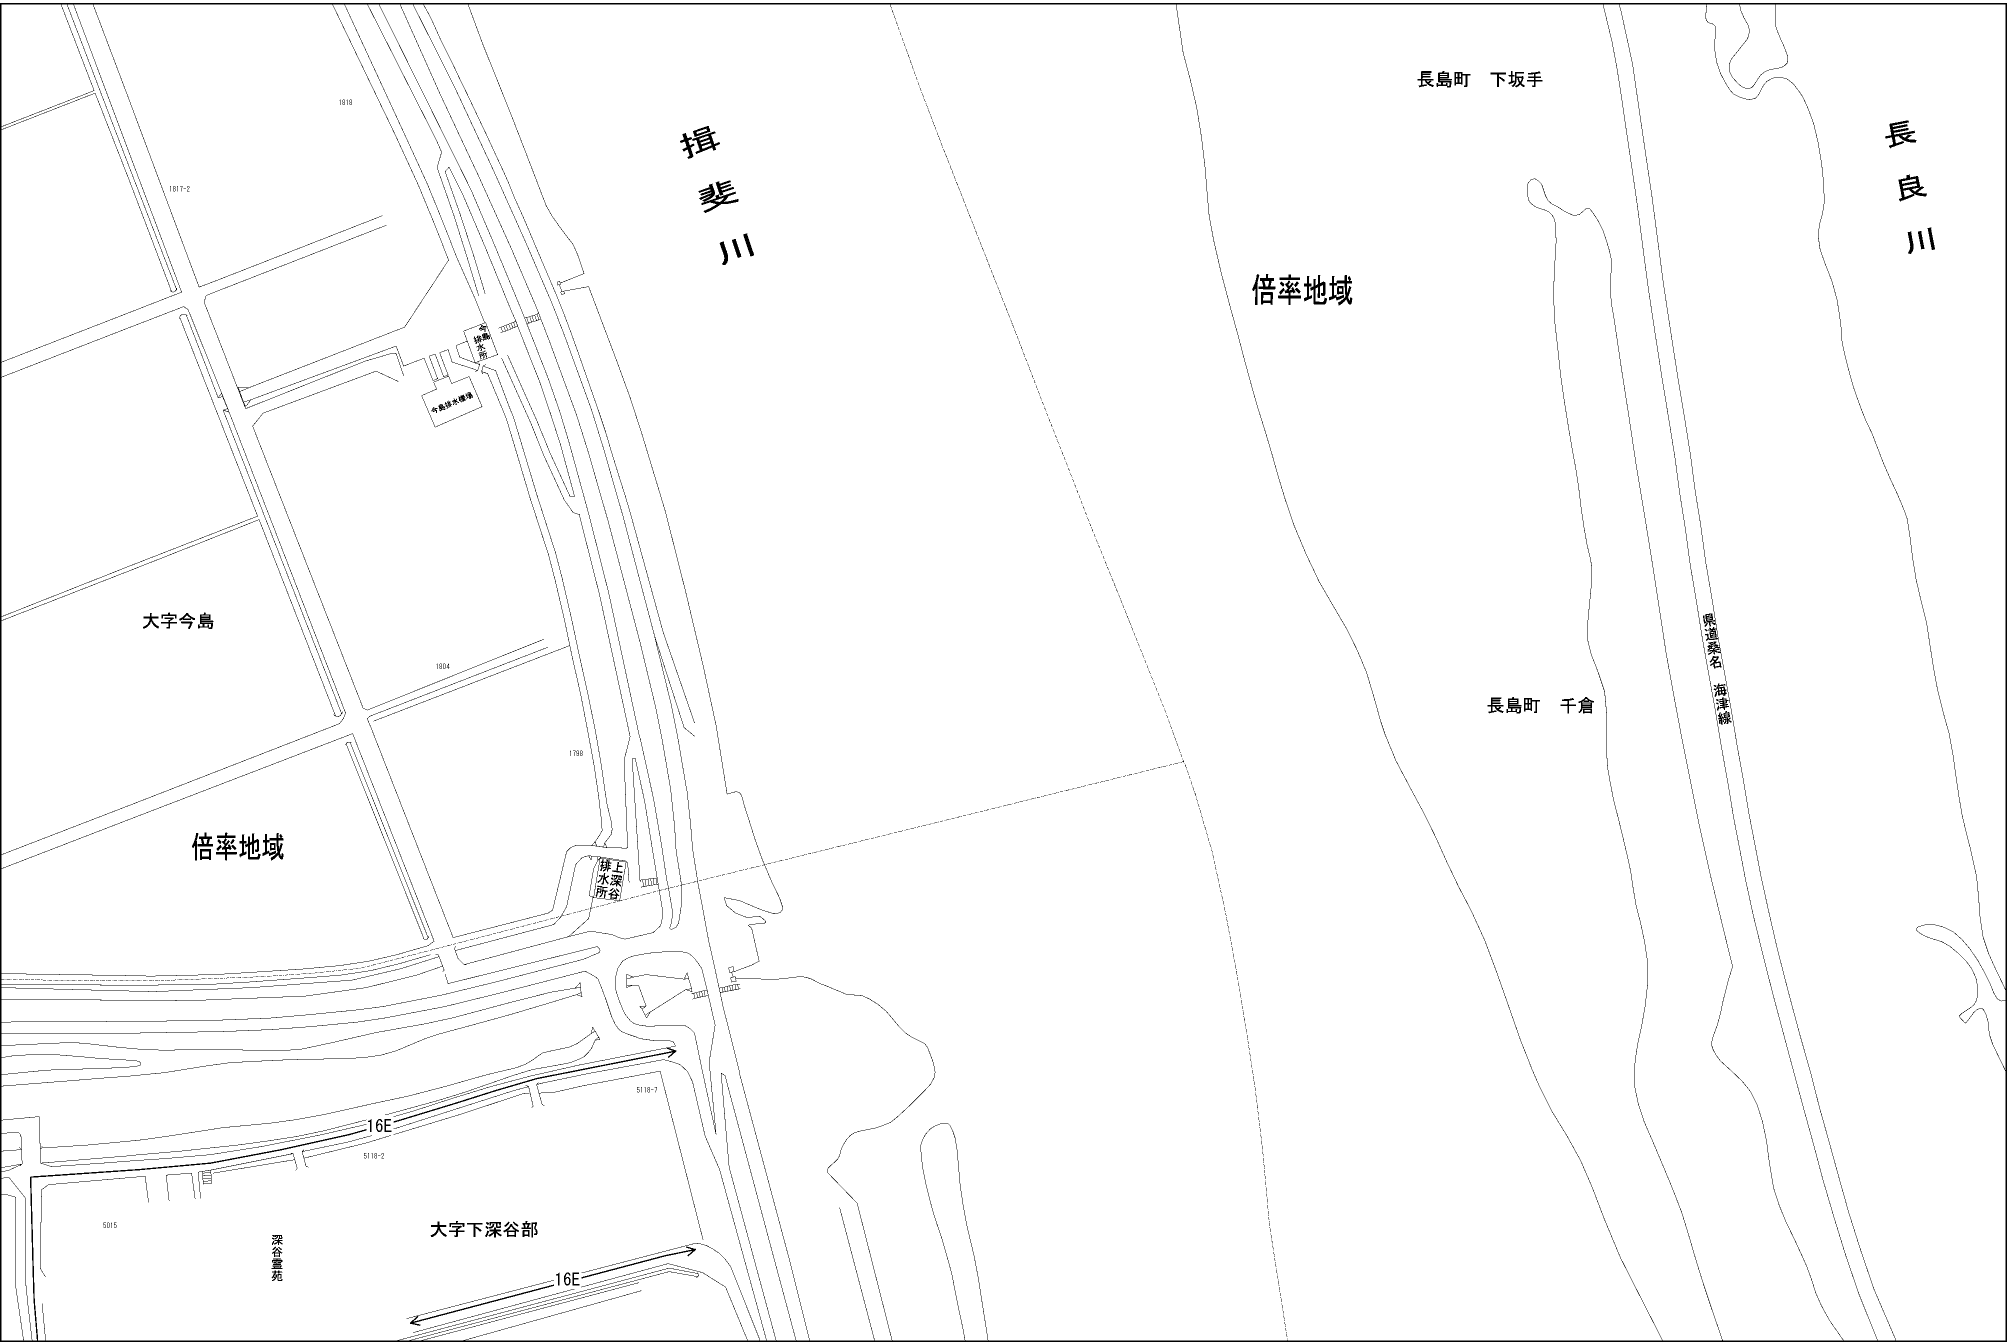 1818
長島町　下坂手
揖斐川
長良川
1817-2
倍率地域
今島排水所
今島排水機場
大字今島
県道桑名　海津線
1804
長島町　千倉
1798
倍率地域
上深谷排水所
5118-7
16E
5118-2
5015
大字下深谷部
深谷霊苑
16E